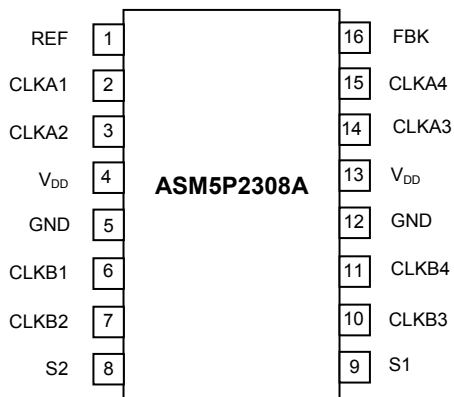 REF 1 16 FBK
CLKA1 2 15 CLKA4
CLKA2 3 14 CLKA3
VDD 4 ASM5P2308A 13 VDD
GND 5 12 GND
CLKB1 6 11 CLKB4
CLKB2 7 10 CLKB3
S2 8 9 S1